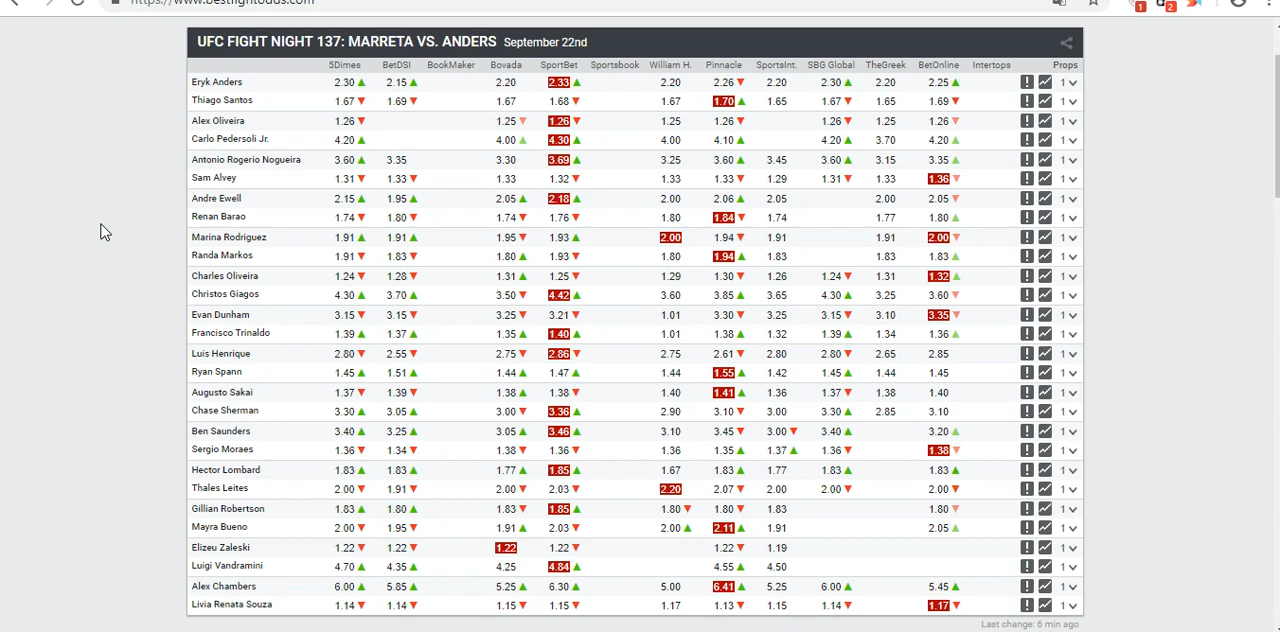 https://www.bestfightodds.com
1 2
UFC FIGHT NIGHT 137: MARRETA VS. ANDERS September 22nd
5Dimes BetDSI BookMaker Bovada SportBet Sportsbook William H. Pinnacle SportsInt. SBG Global TheGreek BetOnline Intertops Props
Eryk Anders 2.30 ▲ 2.15 ▲ 2.20 2.33 ▲ 2.20 2.26 ▼ 2.20 2.30 ▲ 2.20 2.25 ▲ 1
Thiago Santos 1.67 ▼ 1.69 ▼ 1.67 1.68 ▼ 1.67 1.70 ▲ 1.65 1.67 ▼ 1.65 1.69 ▼ 1
Alex Oliveira 1.26 ▼ 1.25 ▼ 1.26 ▼ 1.25 1.26 ▼ 1.26 ▼ 1.25 1.26 ▼ 1
Carlo Pedersoli Jr. 4.20 ▲ 4.00 ▲ 4.30 ▲ 4.00 4.10 ▲ 4.20 ▲ 3.70 4.20 ▲ 1
Antonio Rogerio Nogueira 3.60 ▲ 3.35 3.30 3.69 ▲ 3.25 3.60 ▲ 3.45 3.60 ▲ 3.15 3.35 ▲ 1
Sam Alvey 1.31 ▼ 1.33 ▼ 1.33 1.32 ▼ 1.33 1.33 ▼ 1.29 1.31 ▼ 1.33 1.36 ▼ 1
Andre Ewell 2.15 ▲ 1.95 ▲ 2.05 ▲ 2.18 ▲ 2.00 2.06 ▲ 2.05 2.00 2.05 ▼ 1
Renan Barao 1.74 ▼ 1.80 ▼ 1.74 ▼ 1.76 ▼ 1.80 1.84 ▼ 1.74 1.77 1.80 ▲ 1
Marina Rodriguez 1.91 ▲ 1.91 ▲ 1.95 ▼ 1.93 ▲ 2.00 1.94 ▼ 1.91 1.91 2.00 ▼ 1
Randa Markos 1.91 ▼ 1.83 ▼ 1.80 ▲ 1.93 ▼ 1.80 1.94 ▲ 1.83 1.83 1.83 ▲ 1
Charles Oliveira 1.24 ▼ 1.28 ▼ 1.31 ▲ 1.25 ▼ 1.29 1.30 ▼ 1.26 1.24 ▼ 1.31 1.32 ▲ 1
Christos Giagos 4.30 ▲ 3.70 ▲ 3.50 ▼ 4.42 ▲ 3.60 3.85 ▲ 3.65 4.30 ▲ 3.25 3.60 ▼ 1
Evan Dunham 3.15 ▼ 3.15 ▼ 3.25 ▼ 3.21 ▼ 1.01 3.30 ▼ 3.25 3.15 ▼ 3.10 3.35 ▼ 1
Francisco Trinaldo 1.39 ▲ 1.37 ▲ 1.35 ▲ 1.40 ▲ 1.01 1.38 ▲ 1.32 1.39 ▲ 1.34 1.36 ▲ 1
Luis Henrique 2.80 ▼ 2.55 ▼ 2.75 ▼ 2.86 ▼ 2.75 2.61 ▼ 2.80 2.80 ▼ 2.65 2.85 1
Ryan Spann 1.45 ▲ 1.51 ▲ 1.44 ▲ 1.47 ▲ 1.44 1.55 ▲ 1.42 1.45 ▲ 1.44 1.45 1
Augusto Sakai 1.37 ▼ 1.39 ▼ 1.38 ▲ 1.38 ▼ 1.40 1.41 ▲ 1.36 1.37 ▼ 1.38 1.40 1
Chase Sherman 3.30 ▲ 3.05 ▲ 3.00 ▼ 3.36 ▲ 2.90 3.10 ▼ 3.00 3.30 ▲ 2.85 3.10 1
Ben Saunders 3.40 ▲ 3.25 ▲ 3.05 ▲ 3.46 ▲ 3.10 3.45 ▼ 3.00 ▼ 3.40 ▲ 3.20 ▲ 1
Sergio Moraes 1.36 ▼ 1.34 ▼ 1.38 ▼ 1.36 ▼ 1.36 1.35 ▲ 1.37 ▲ 1.36 ▼ 1.38 ▼ 1
Hector Lombard 1.83 ▲ 1.83 ▲ 1.77 ▲ 1.85 ▲ 1.67 1.83 ▲ 1.77 1.83 ▲ 1.83 ▲ 1
Thales Leites 2.00 ▼ 1.91 ▼ 2.00 ▼ 2.03 ▼ 2.20 2.07 ▼ 2.00 2.00 ▼ 2.00 ▼ 1
Gillian Robertson 1.83 ▲ 1.80 ▲ 1.83 ▼ 1.85 ▲ 1.80 ▼ 1.80 ▼ 1.83 1.80 ▼ 1
Mayra Bueno 2.00 ▼ 1.95 ▼ 1.91 ▲ 2.03 ▼ 2.00 ▲ 2.11 ▲ 1.91 2.05 ▲ 1
Elizeu Zaleski 1.22 ▼ 1.22 ▼ 1.22 1.22 ▼ 1.22 ▼ 1.19 1
Luigi Vandramini 4.70 ▲ 4.35 ▲ 4.25 4.84 ▲ 4.55 ▲ 4.50 1
Alex Chambers 6.00 ▲ 5.85 ▲ 5.25 ▲ 6.30 ▲ 5.00 6.41 ▲ 5.25 6.00 ▲ 5.45 ▲ 1
Livia Renata Souza 1.14 ▼ 1.14 ▼ 1.15 ▼ 1.15 ▼ 1.17 1.13 ▼ 1.15 1.14 ▼ 1.17 ▼ 1
Last change: 6 min ago